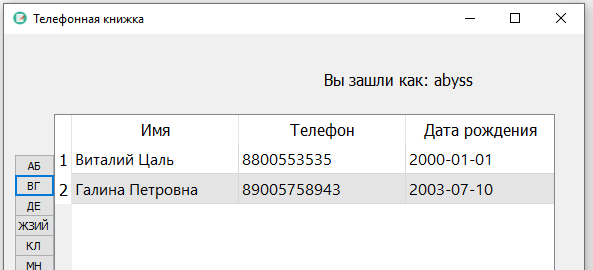 Телефонная книжка
Вы зашли как: abyss
Имя Телефон Дата рождения
1 Виталий Цаль 8800553535 2000-01-01
2 Галина Петровна 89005758943 2003-07-10
АБ
ВГ
ДЕ
ЖЗИЙ
КЛ
МН